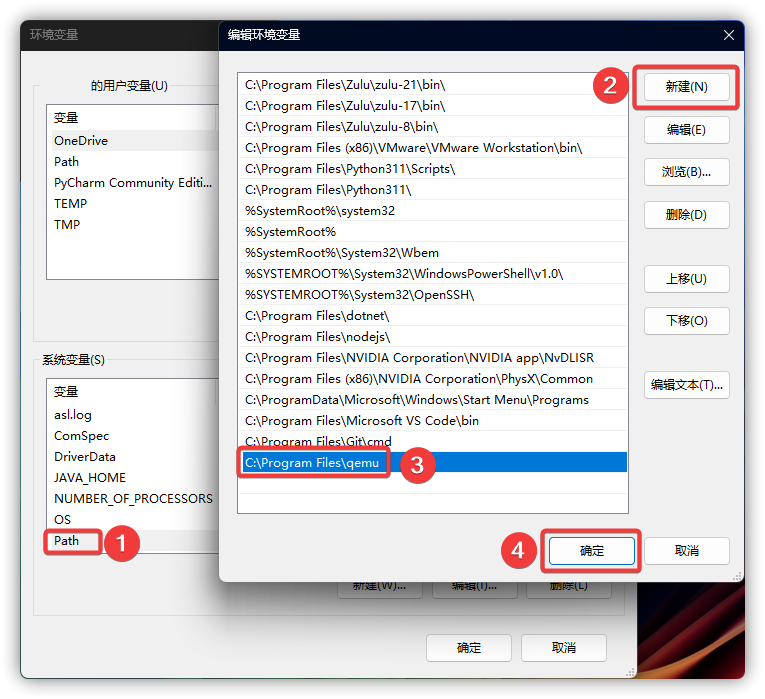 环境变量
的用户变量(U)
变量
OneDrive
Path
PyCharm Community Editi...
TEMP
TMP
系统变量(S)
变量
asl.log
ComSpec
DriverData
JAVA_HOME
NUMBER_OF_PROCESSORS
OS
Path
1
新建(W)...
编辑(I)...
删除(L)
确定
取消
编辑环境变量
C:\Program Files\Zulu\zulu-21\bin\
C:\Program Files\Zulu\zulu-17\bin\
C:\Program Files\Zulu\zulu-8\bin\
C:\Program Files (x86)\VMware\VMware Workstation\bin\
C:\Program Files\Python311\Scripts\
C:\Program Files\Python311\
%SystemRoot%\system32
%SystemRoot%
%SystemRoot%\System32\Wbem
%SYSTEMROOT%\System32\WindowsPowerShell\v1.0\
%SYSTEMROOT%\System32\OpenSSH\
C:\Program Files\dotnet\
C:\Program Files\nodejs\
C:\Program Files\NVIDIA Corporation\NVIDIA app\NvDLISR
C:\Program Files (x86)\NVIDIA Corporation\PhysX\Common
C:\ProgramData\Microsoft\Windows\Start Menu\Programs
C:\Program Files\Microsoft VS Code\bin
C:\Program Files\Git\cmd
C:\Program Files\qemu
3
2
新建(N)
编辑(E)
浏览(B)...
删除(D)
上移(U)
下移(O)
编辑文本(T)...
4
确定
取消